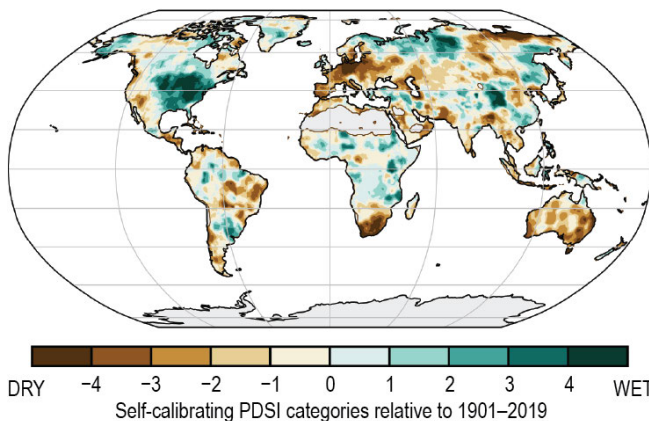 −4 −3 −2 −1 0 1 2 3 4
DRY WET
Self-calibrating PDSI categories relative to 1901–2019